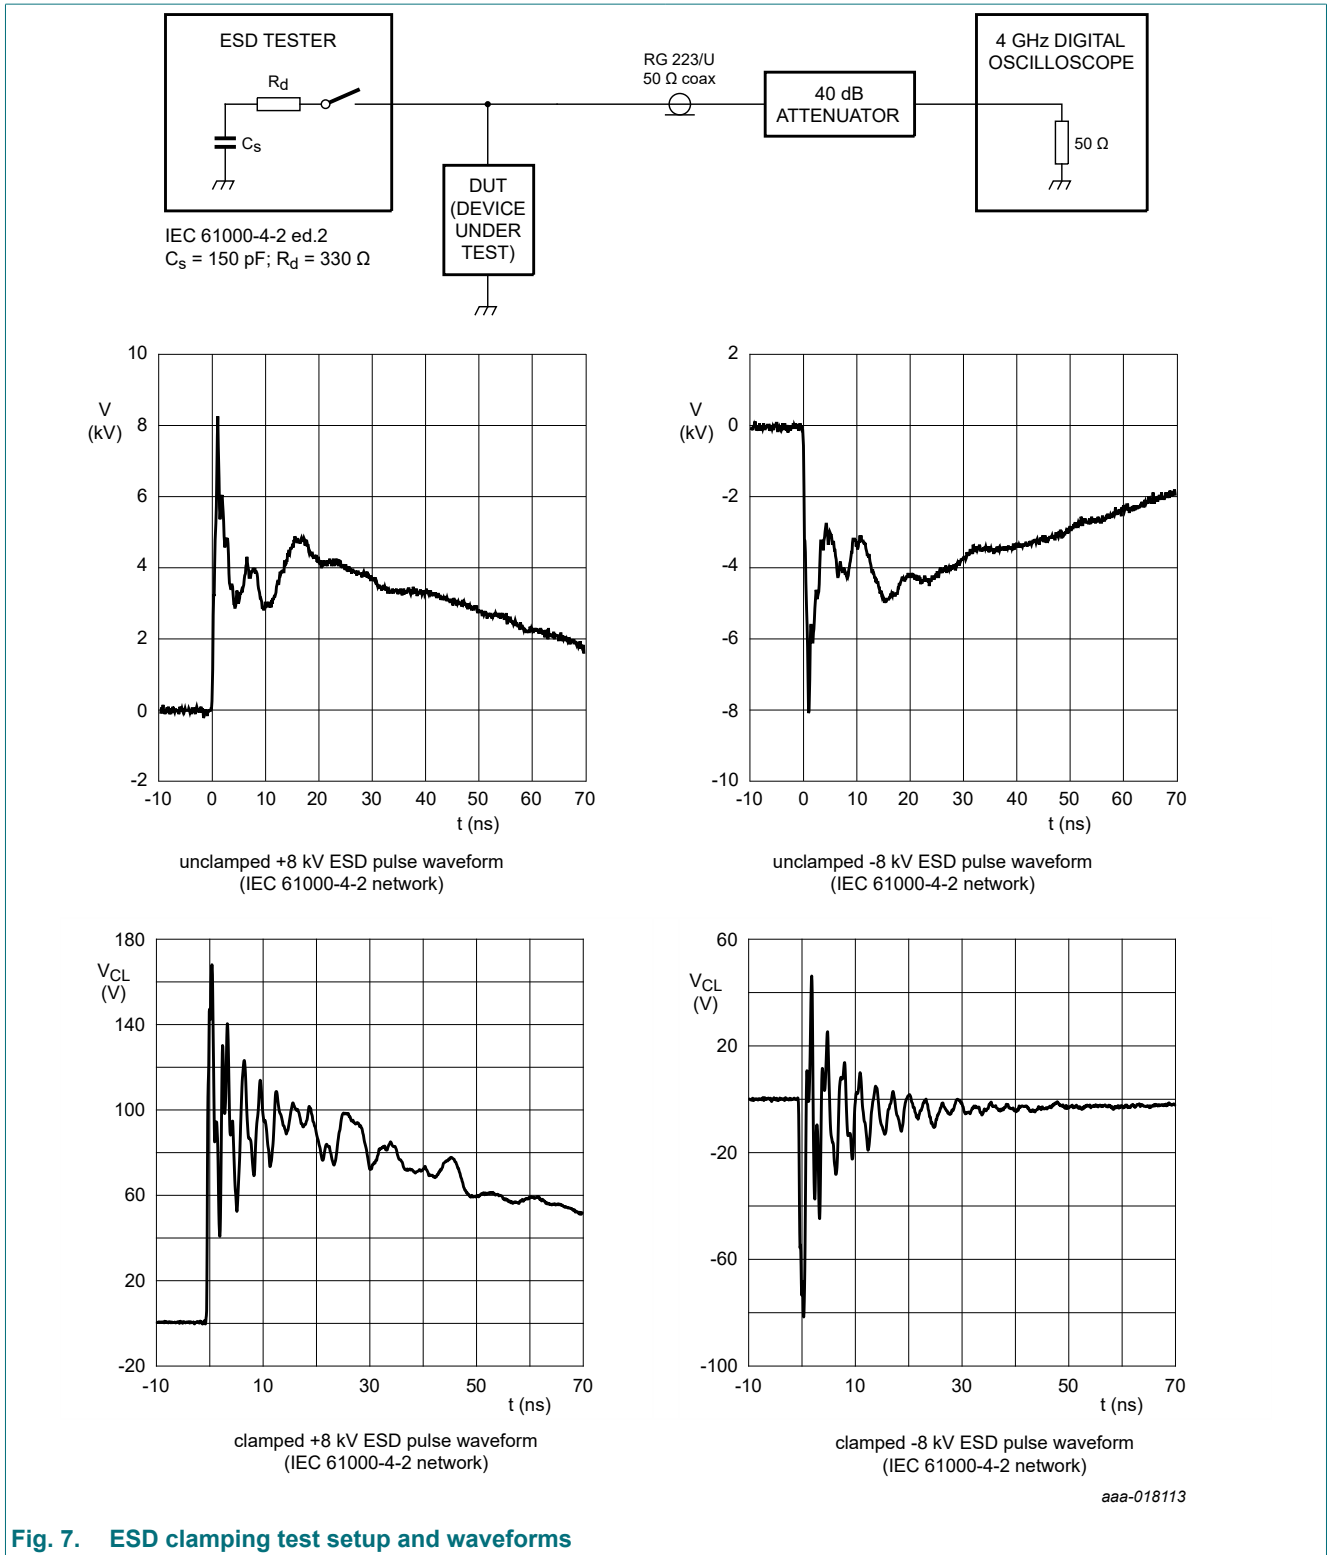 ESD TESTER
Rd
Cs
IEC 61000-4-2 ed.2
Cs = 150 pF; Rd = 330 Ω
DUT
(DEVICE
UNDER
TEST)
RG 223/U
50 Ω coax
40 dB
ATTENUATOR
4 GHz DIGITAL
OSCILLOSCOPE
50 Ω
V
(kV)
10
8
6
4
2
0
-2
-10 0 10 20 30 40 50 60 70
t (ns)
unclamped +8 kV ESD pulse waveform
(IEC 61000-4-2 network)
V
(kV)
2
0
-2
-4
-6
-8
-10
-10 0 10 20 30 40 50 60 70
t (ns)
unclamped -8 kV ESD pulse waveform
(IEC 61000-4-2 network)
VCL
(V)
180
140
100
60
20
-20
-10 10 30 50 70
t (ns)
clamped +8 kV ESD pulse waveform
(IEC 61000-4-2 network)
VCL
(V)
60
20
-20
-60
-100
-10 10 30 50 70
t (ns)
clamped -8 kV ESD pulse waveform
(IEC 61000-4-2 network)
aaa-018113
Fig. 7. ESD clamping test setup and waveforms